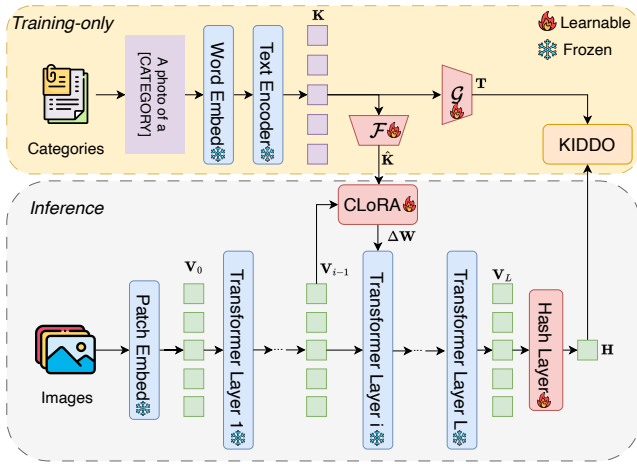 Training-only
Learnable
Frozen
Categories
A photo of a
[CATEGORY]
Word Embed
Text Encoder
K
G
T
F
K̂
KIDDO
Inference
CLoRA
ΔW
Images
Patch Embed
V₀
Transformer Layer 1
...
Vᵢ₋₁
Transformer Layer i
...
Transformer Layer L
V_L
Hash Layer
H